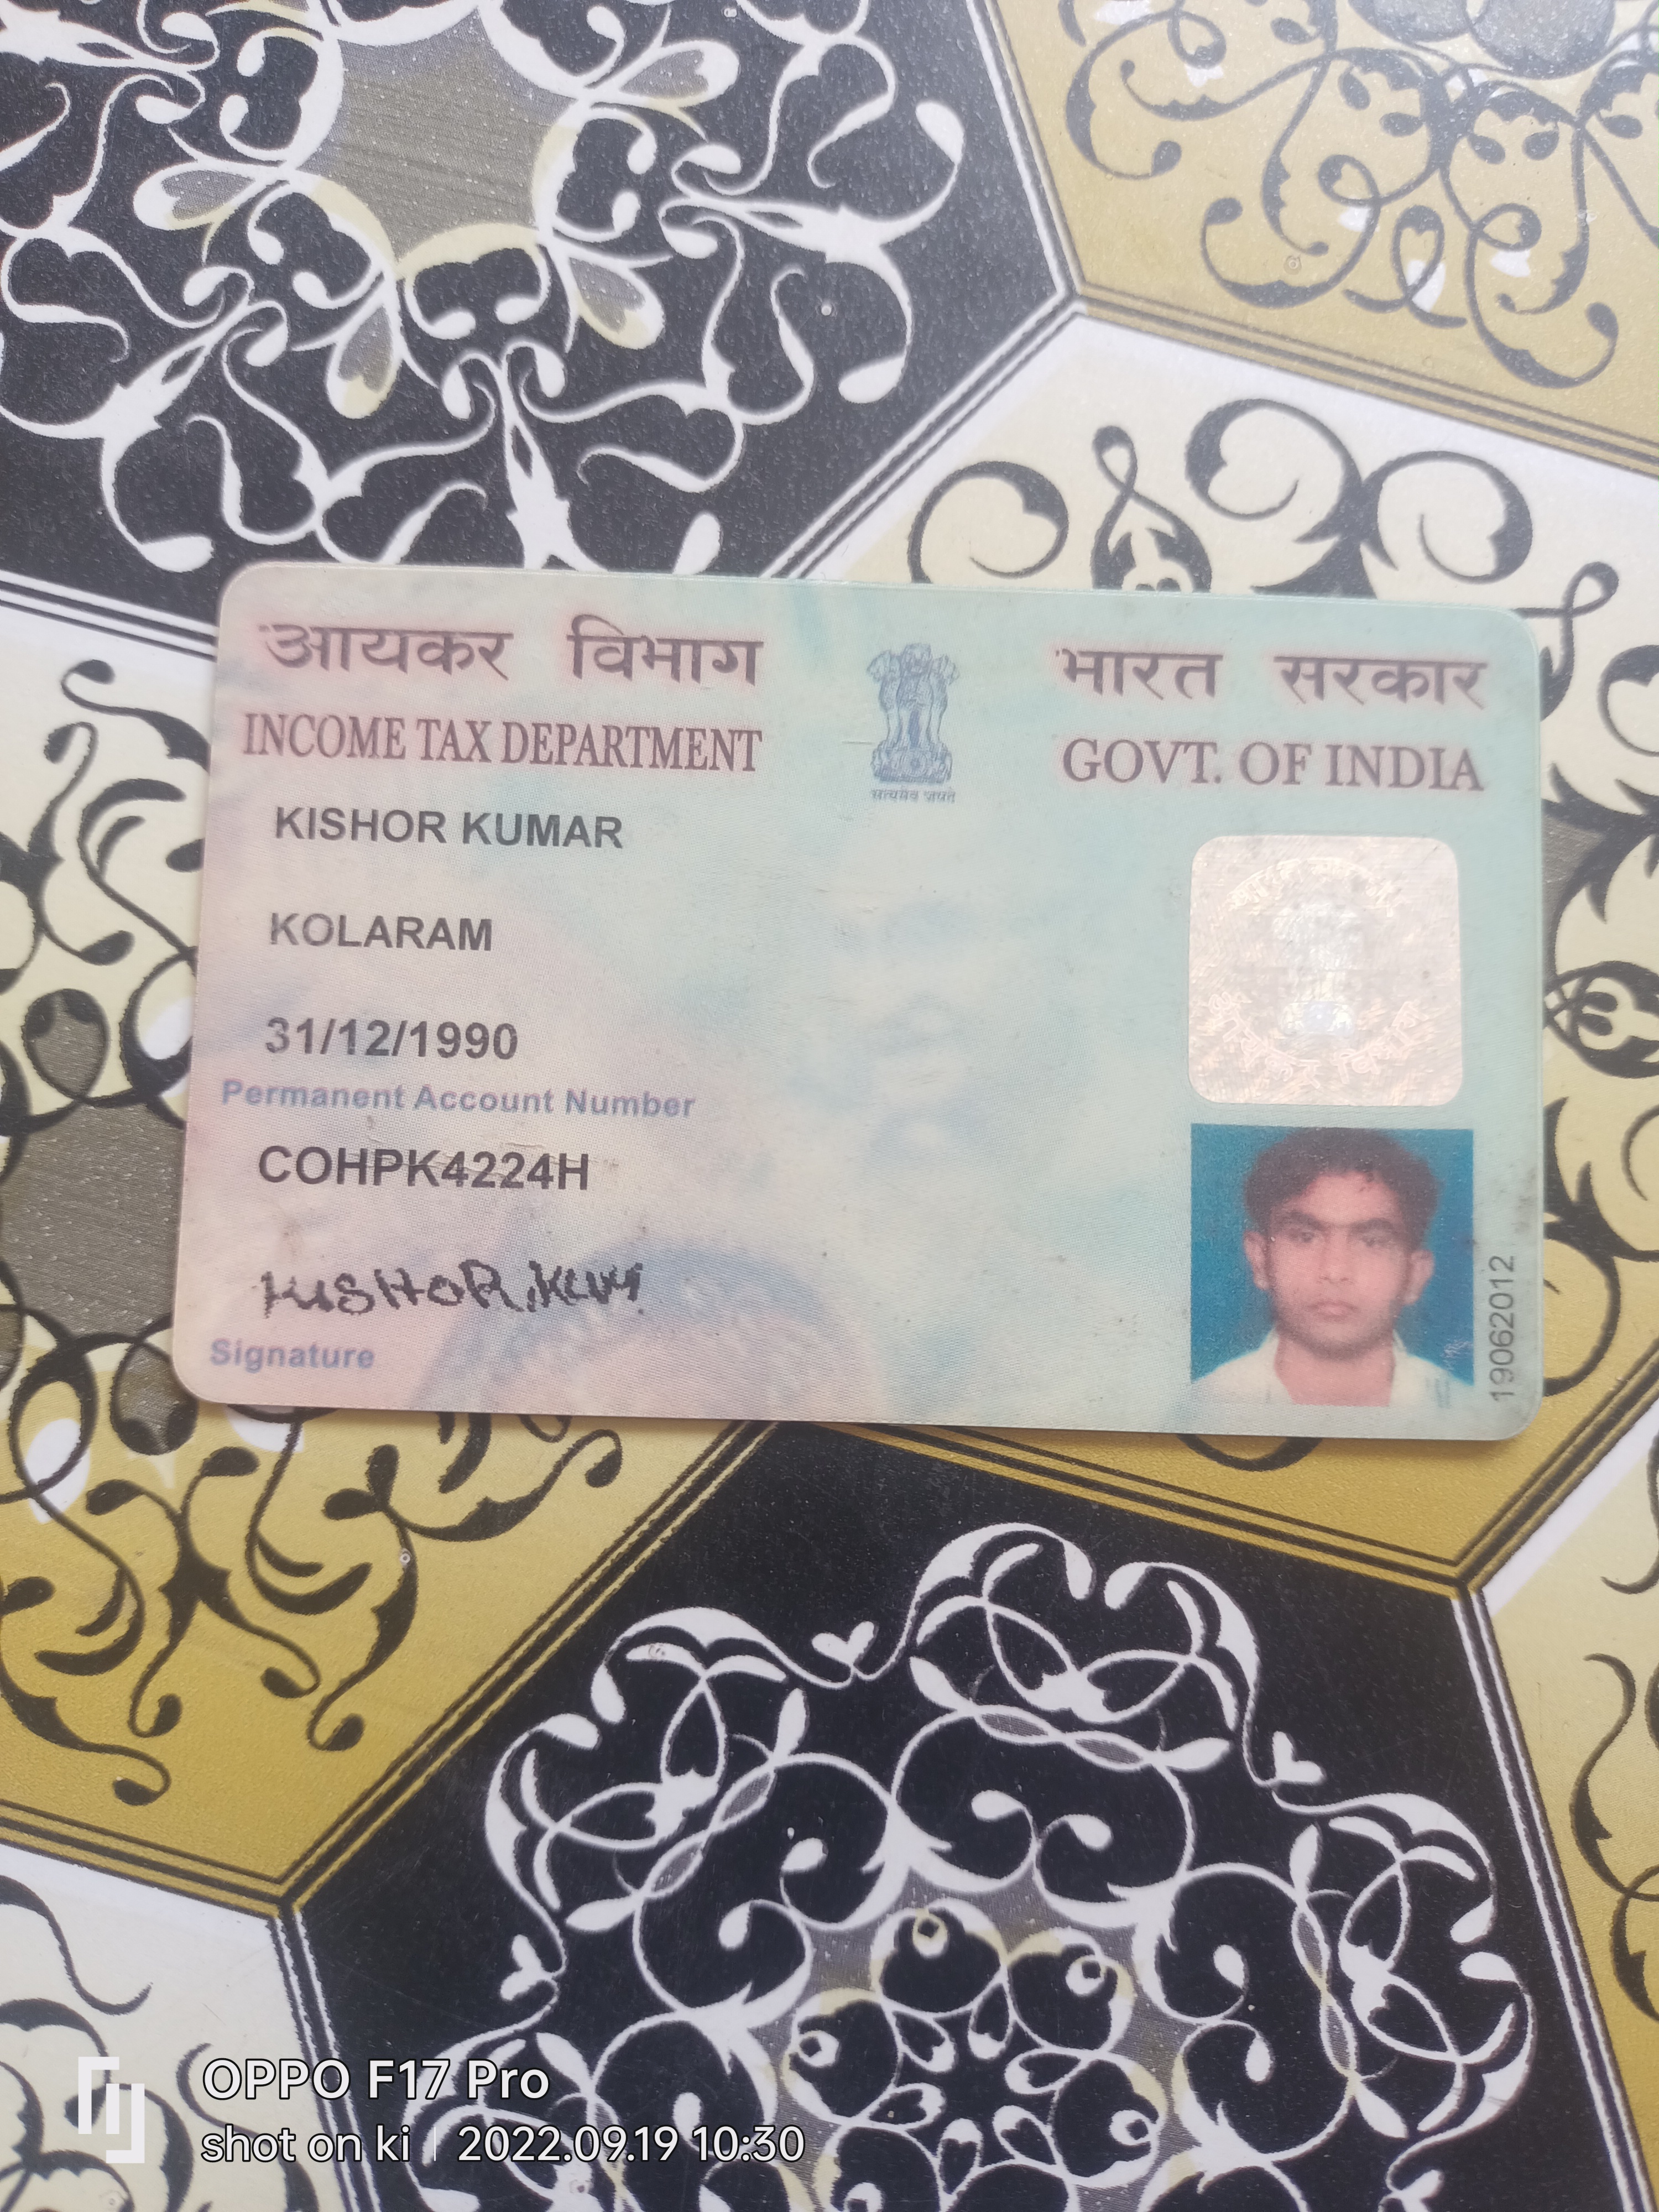 आयकर विभाग
INCOME TAX DEPARTMENT
भारत सरकार
GOVT. OF INDIA
सत्यमेव जयते
KISHOR KUMAR
KOLARAM
31/12/1990
Permanent Account Number
COHPK4224H
KISHOR.KUM
Signature
19062012
OPPO F17 Pro
shot on ki | 2022.09.19 10:30